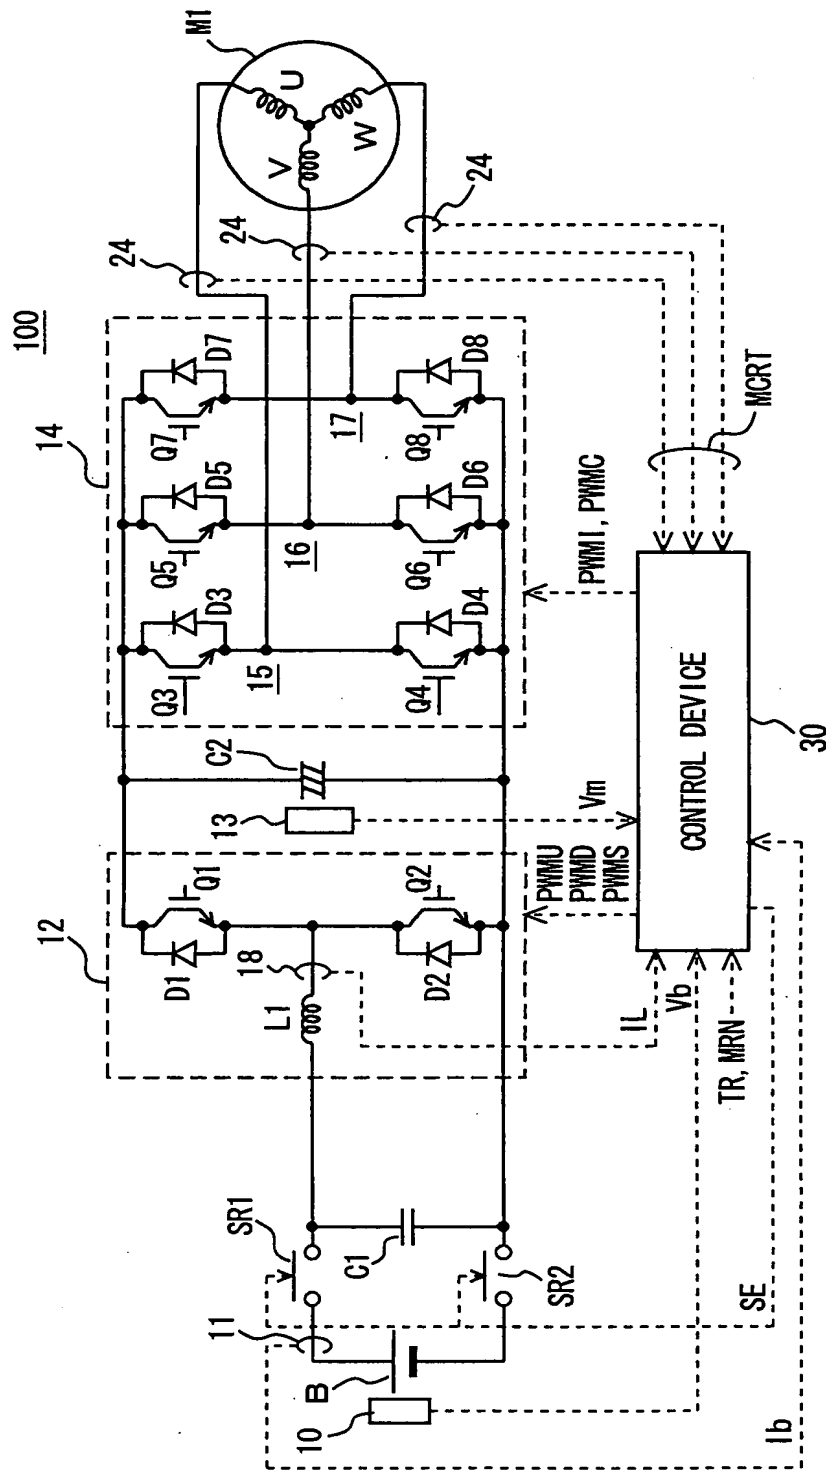 100
12
14
M1
24
24
24
SR1
11
B
10
C1
SR2
L1
18
D1
Q1
D2
Q2
13
C2
Q3
D3
Q5
D5
Q7
D7
15
16
17
Q4
D4
Q6
D6
Q8
D8
U
V
W
PWMU
PWMD
PWMS
Vm
PWMI, PWMC
MCRT
IL
Vb
TR, MRN
SE
Ib
CONTROL DEVICE
30